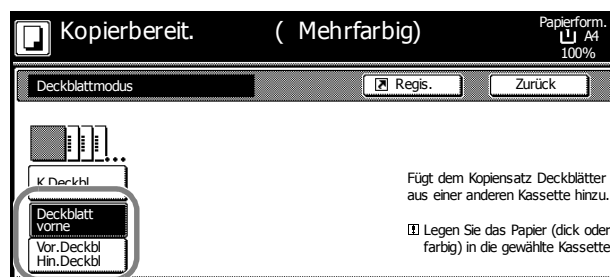 Kopierbereit. ( Mehrfarbig)
Papierform.
1 A4
100%
Deckblattmodus
Regis.
Zurück
K.Deckbl.
Deckblatt
vorne
Vor.Deckbl
Hin.Deckbl
Fügt dem Kopiensatz Deckblätter
aus einer anderen Kassette hinzu.
Legen Sie das Papier (dick oder
farbig) in die gewählte Kassette